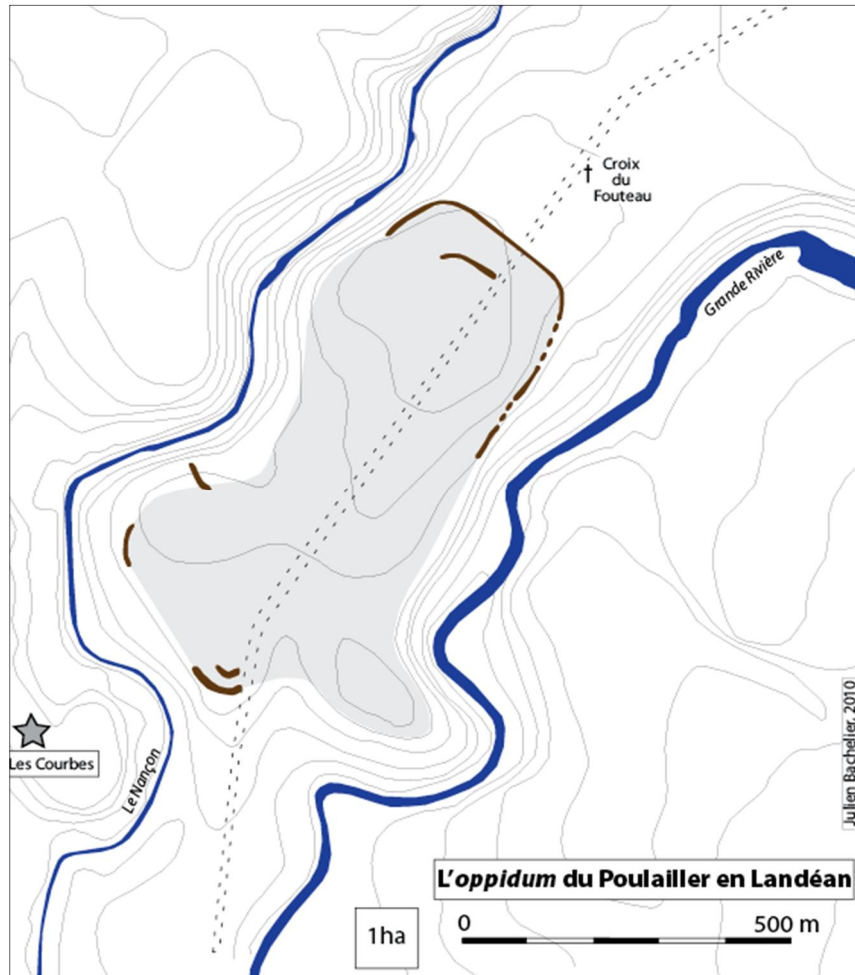 †
Croix
du
Fouteau
Grande Rivière
Les Courbes
Le Nançon
Julien Bachelier, 2010
L'oppidum du Poulailler en Landéan
1ha
0 500 m